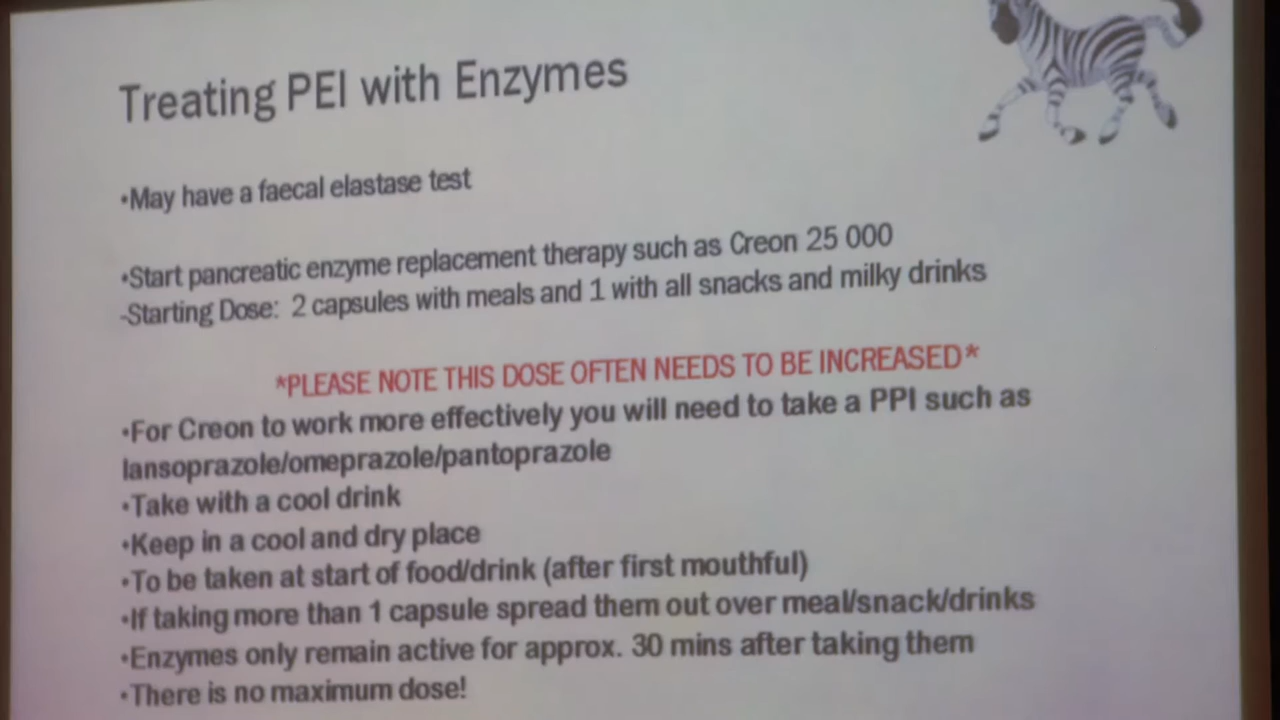 Treating PEI with Enzymes
•May have a faecal elastase test
•Start pancreatic enzyme replacement therapy such as Creon 25 000
-Starting Dose: 2 capsules with meals and 1 with all snacks and milky drinks
*PLEASE NOTE THIS DOSE OFTEN NEEDS TO BE INCREASED*
•For Creon to work more effectively you will need to take a PPI such as
lansoprazole/omeprazole/pantoprazole
•Take with a cool drink
•Keep in a cool and dry place
•To be taken at start of food/drink (after first mouthful)
•If taking more than 1 capsule spread them out over meal/snack/drinks
•Enzymes only remain active for approx. 30 mins after taking them
•There is no maximum dose!